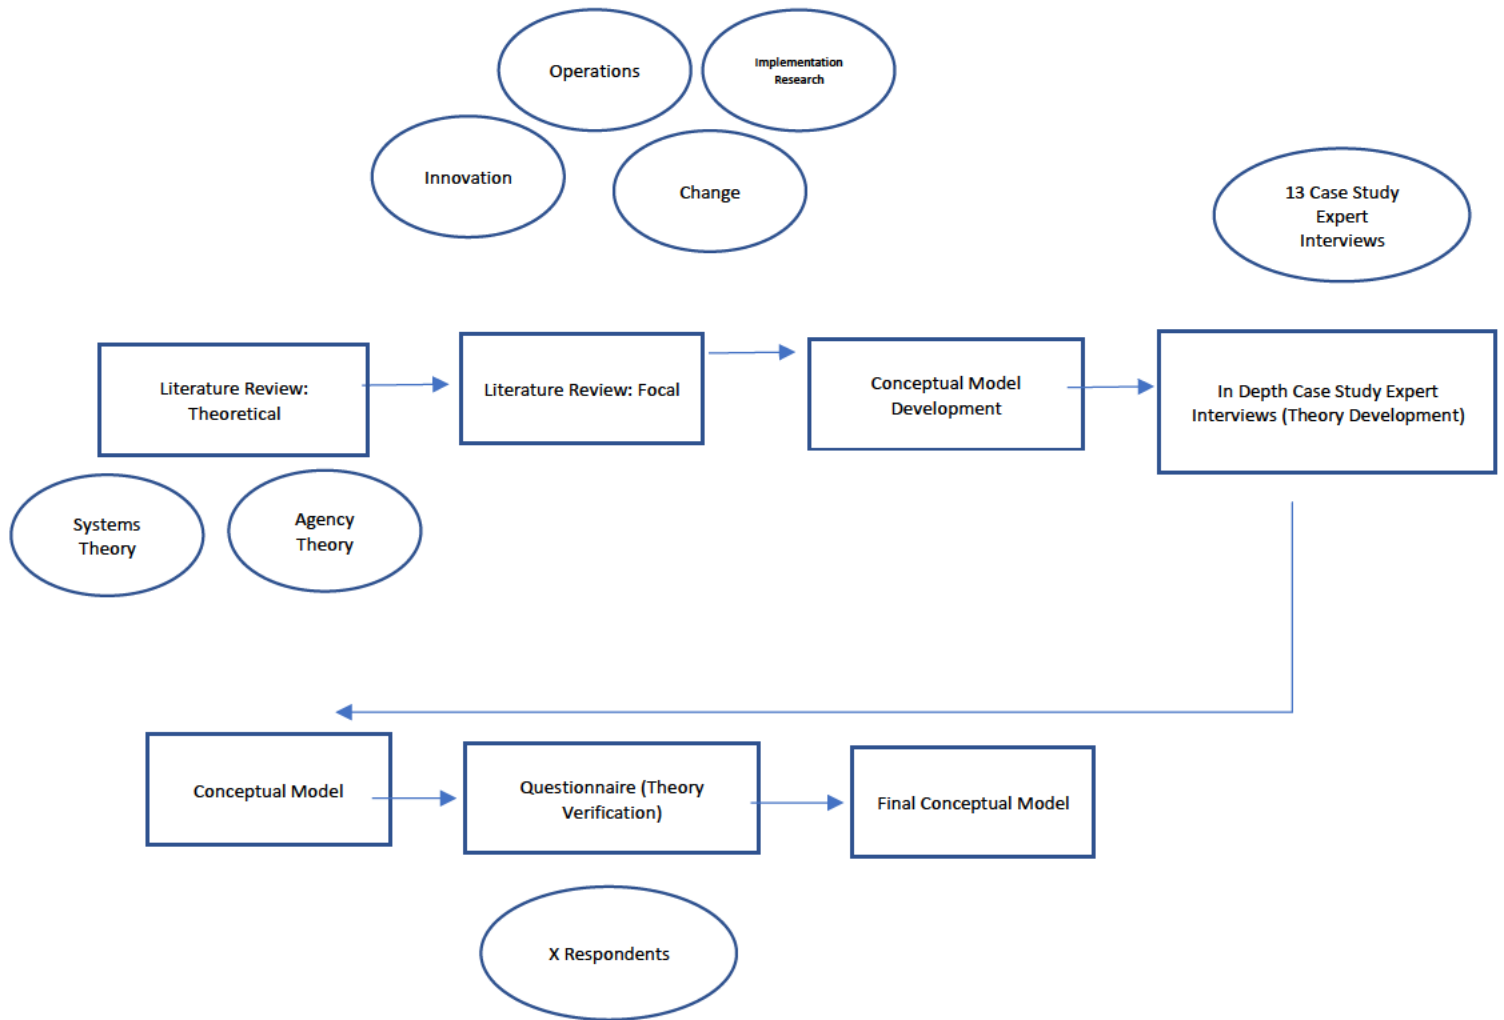 Operations
Implementation
Research
Innovation
Change
13 Case Study
Expert
Interviews
Literature Review:
Theoretical
Literature Review: Focal
Conceptual Model
Development
In Depth Case Study Expert
Interviews (Theory Development)
Systems
Theory
Agency
Theory
Conceptual Model
Questionnaire (Theory
Verification)
Final Conceptual Model
X Respondents